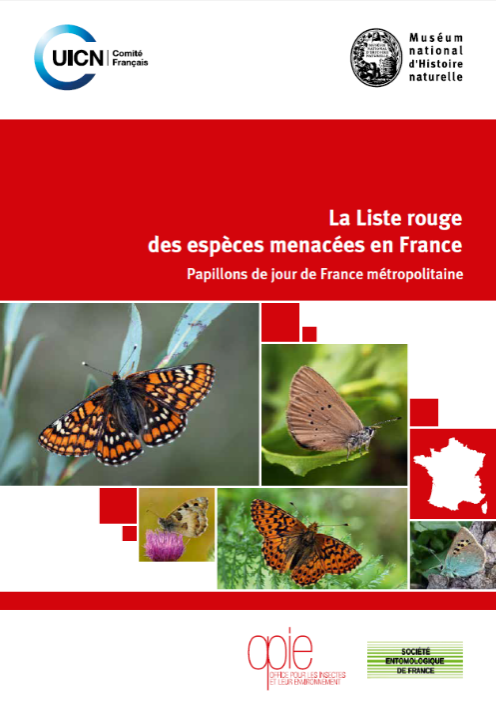 UICN
Comité
Français
Muséum
national
d'Histoire
naturelle
La Liste rouge
des espèces menacées en France
Papillons de jour de France métropolitaine
opie
OFFICE POUR LES INSECTES
ET LEUR ENVIRONNEMENT
SOCIÉTÉ
ENTOMOLOGIQUE
DE FRANCE